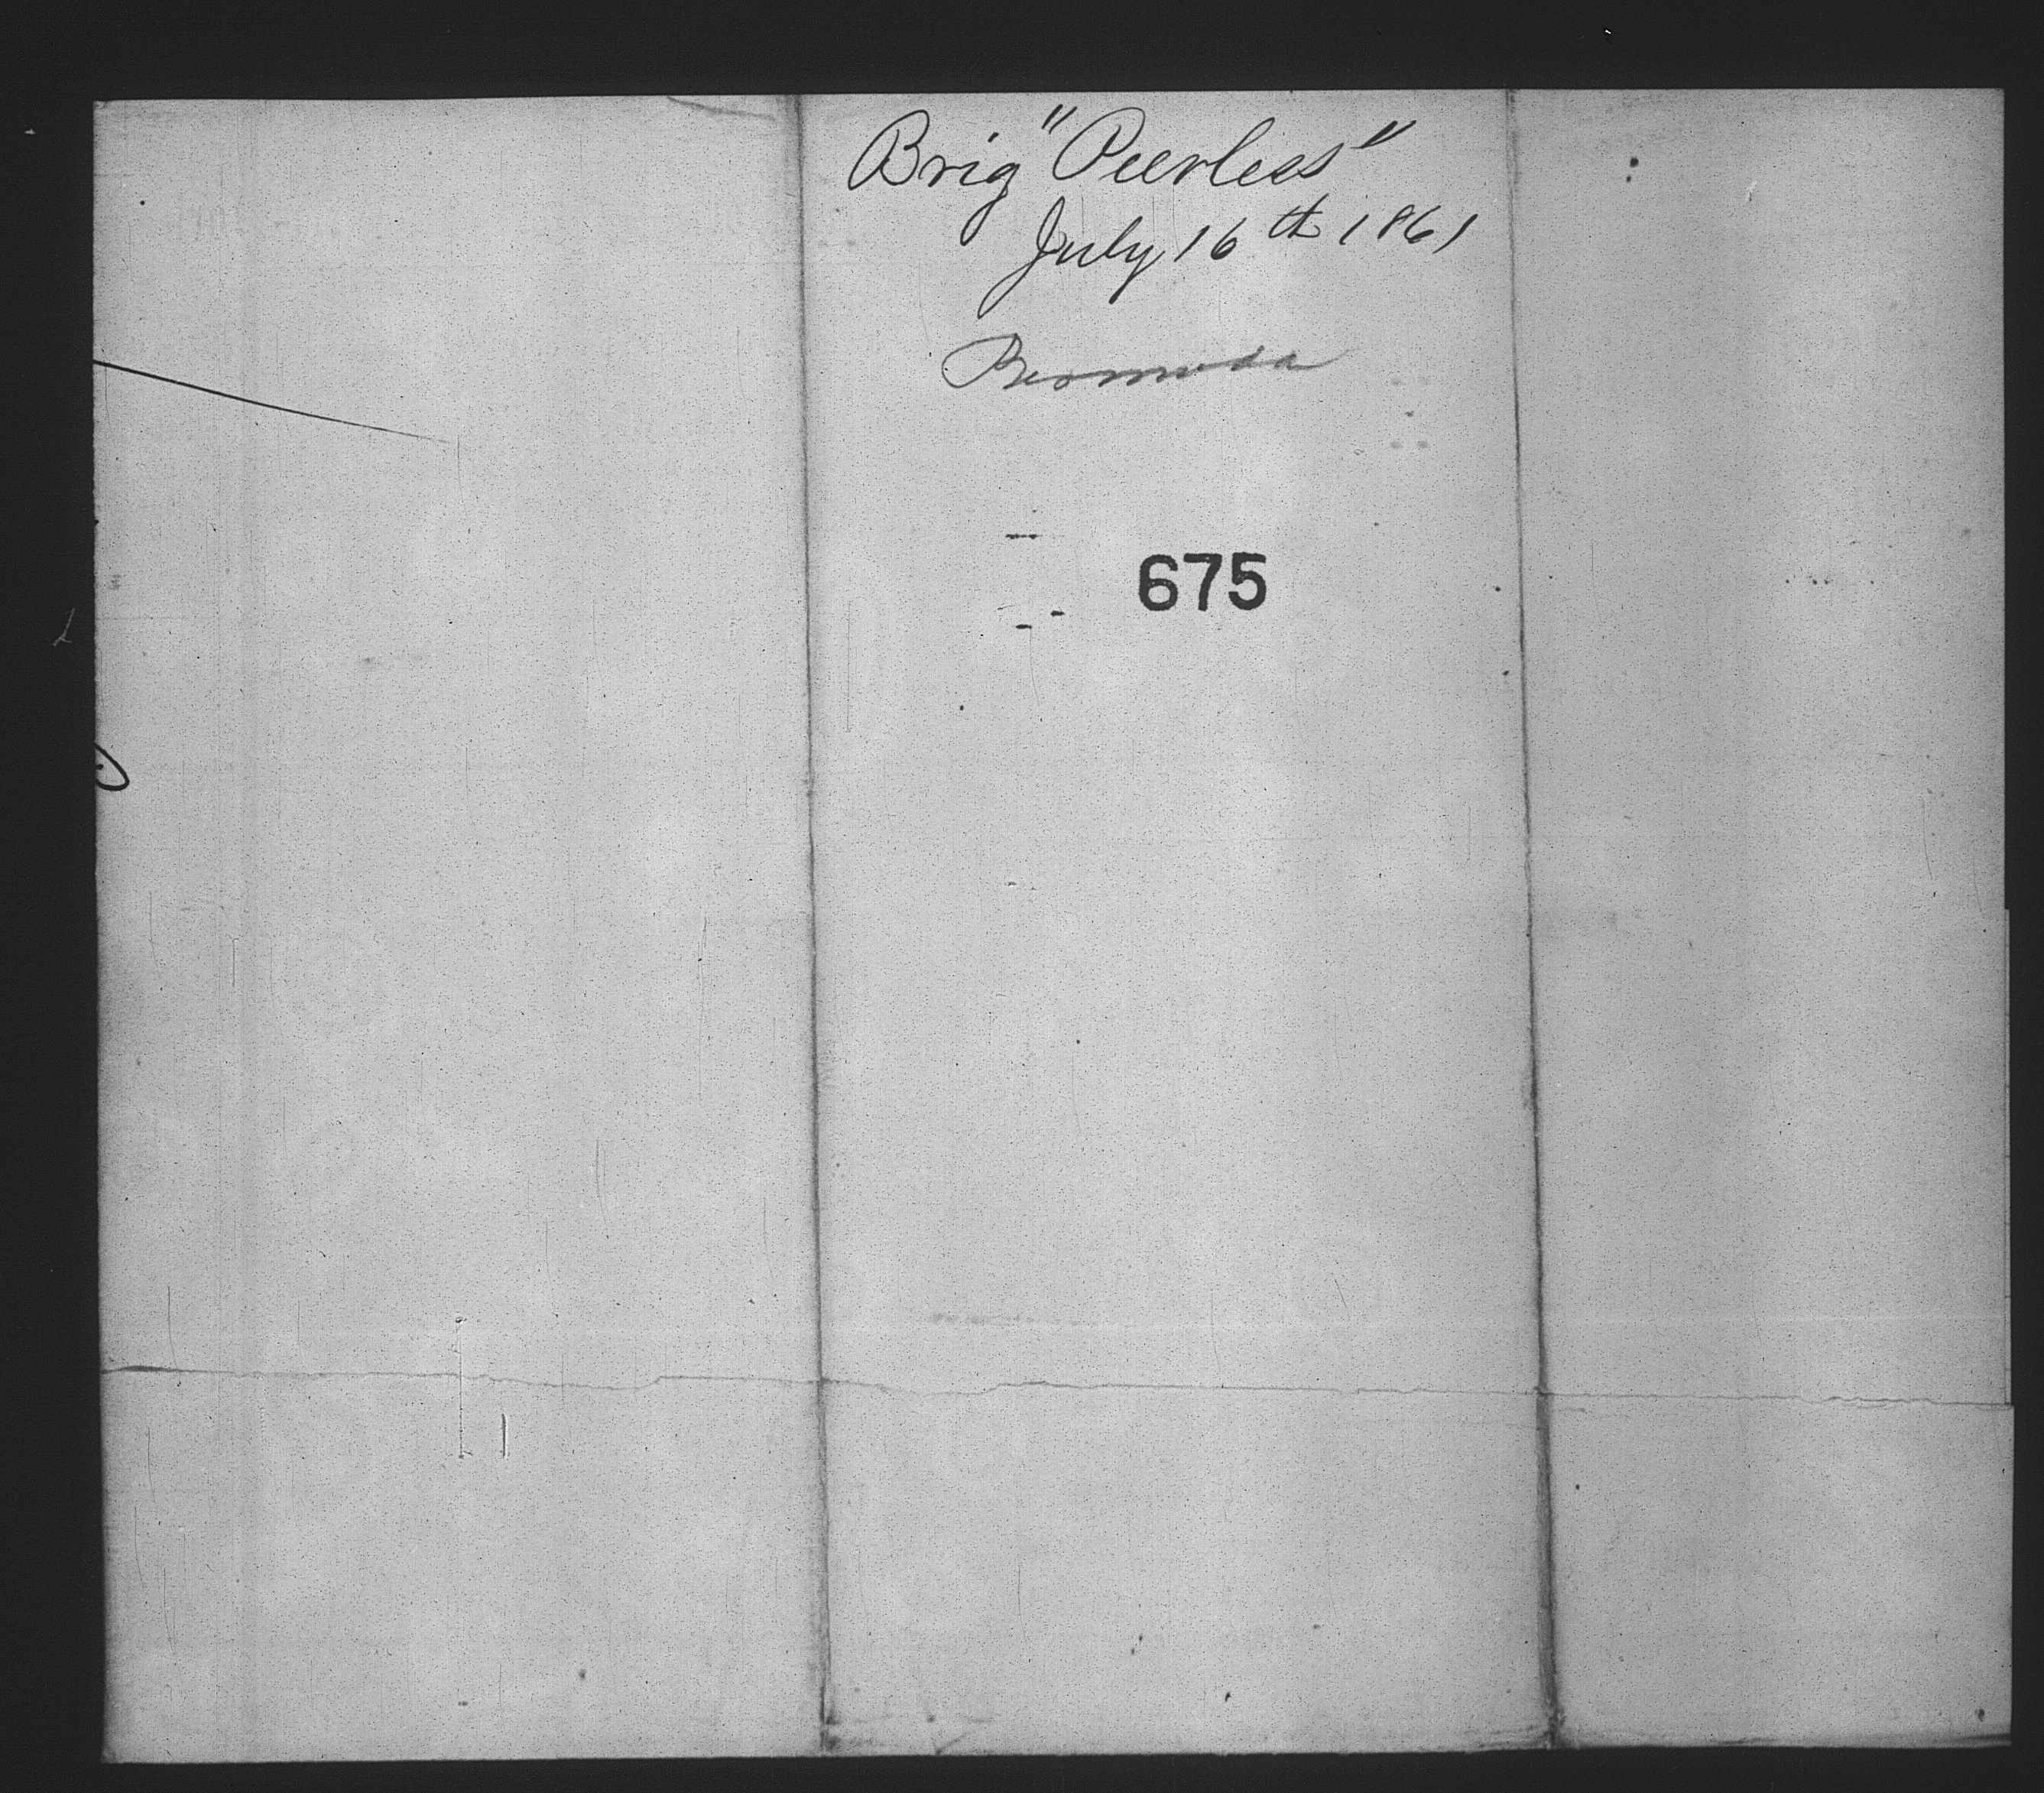 Brig "Peerless"
July 16th 1861
Bermuda
675